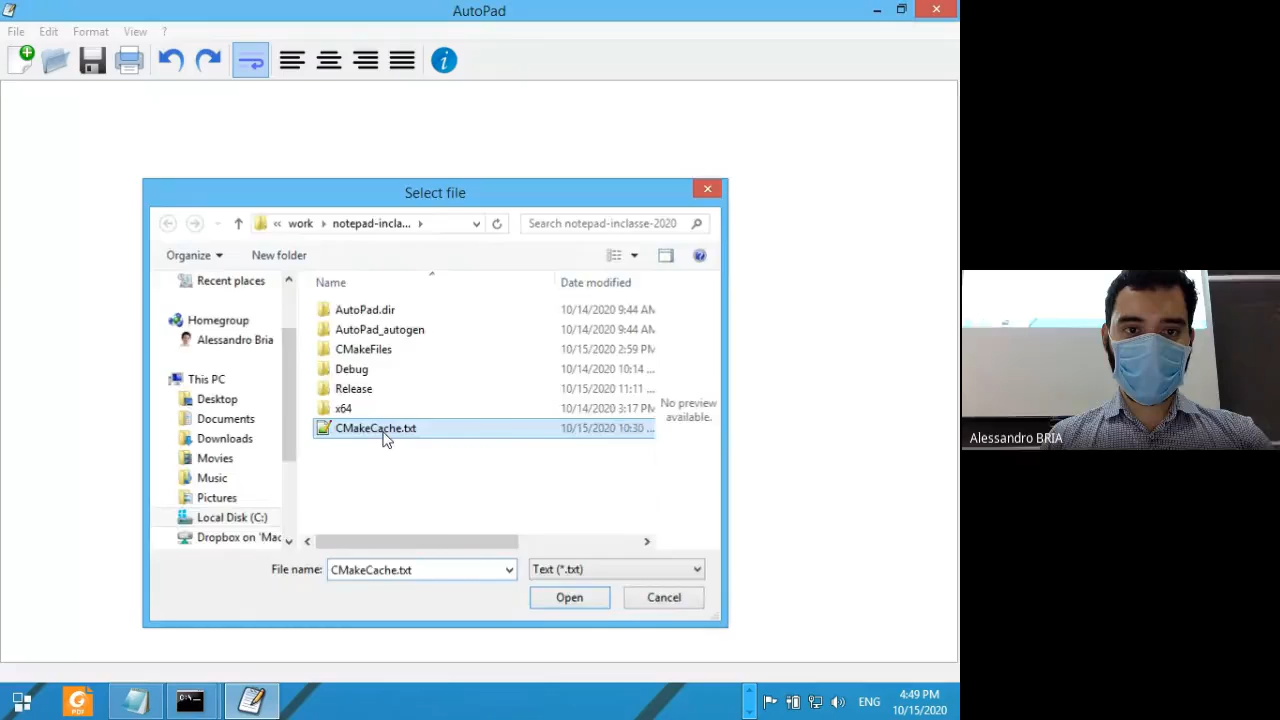 AutoPad
File Edit Format View ?
Select file
« work notepad-incla...
Search notepad-inclasse-2020
Organize New folder
Name Date modified
Recent places
Homegroup
Alessandro Bria
This PC
Desktop
Documents
Downloads
Movies
Music
Pictures
Local Disk (C:)
Dropbox on 'Mac
AutoPad.dir 10/14/2020 9:44 AM
AutoPad_autogen 10/14/2020 9:44 AM
CMakeFiles 10/15/2020 2:59 PM
Debug 10/14/2020 10:14 ...
Release 10/15/2020 11:11 ...
x64 10/14/2020 3:17 PM
CMakeCache.txt 10/15/2020 10:30 ...
No preview
available.
File name: CMakeCache.txt Text (*.txt)
Open Cancel
Alessandro BRIA
PDF
C:\
ENG
4:49 PM
10/15/2020